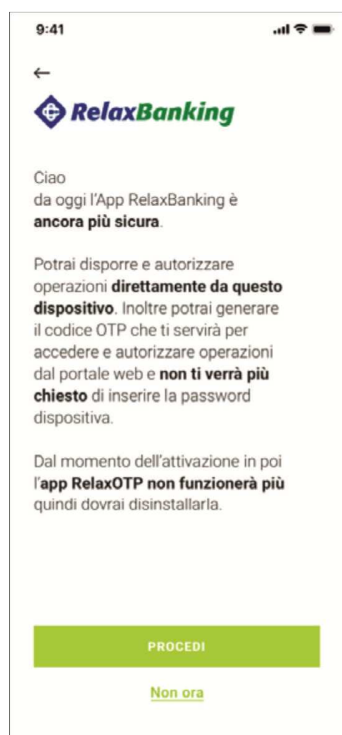 9:41
RelaxBanking
Ciao
da oggi l'App RelaxBanking è
ancora più sicura.
Potrai disporre e autorizzare
operazioni direttamente da questo
dispositivo. Inoltre potrai generare
il codice OTP che ti servirà per
accedere e autorizzare operazioni
dal portale web e non ti verrà più
chiesto di inserire la password
dispositiva.
Dal momento dell'attivazione in poi
l'app RelaxOTP non funzionerà più
quindi dovrai disinstallarla.
PROCEDI
Non ora